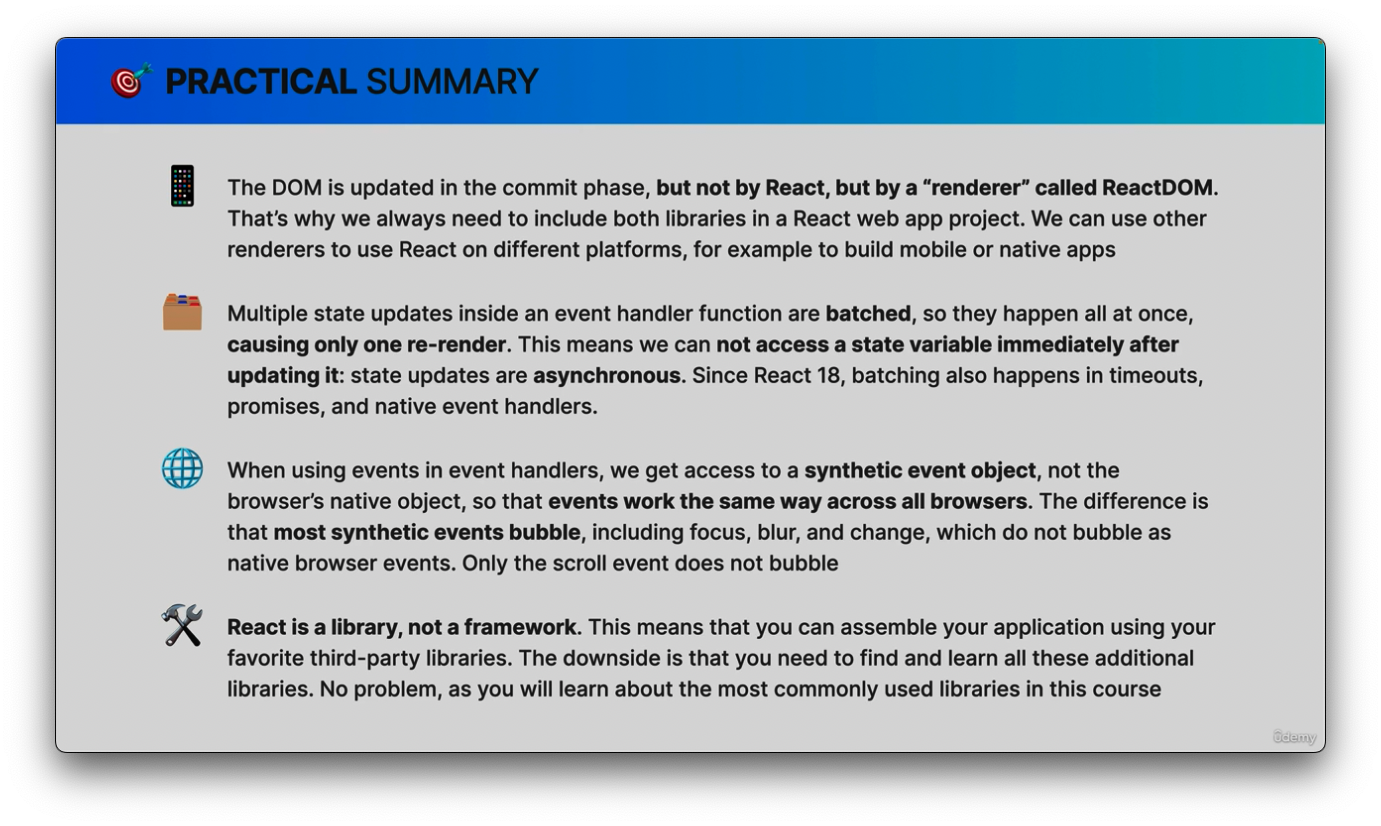 PRACTICAL SUMMARY
The DOM is updated in the commit phase, but not by React, but by a “renderer” called ReactDOM.
That’s why we always need to include both libraries in a React web app project. We can use other
renderers to use React on different platforms, for example to build mobile or native apps
Multiple state updates inside an event handler function are batched, so they happen all at once,
causing only one re-render. This means we can not access a state variable immediately after
updating it: state updates are asynchronous. Since React 18, batching also happens in timeouts,
promises, and native event handlers.
When using events in event handlers, we get access to a synthetic event object, not the
browser’s native object, so that events work the same way across all browsers. The difference is
that most synthetic events bubble, including focus, blur, and change, which do not bubble as
native browser events. Only the scroll event does not bubble
React is a library, not a framework. This means that you can assemble your application using your
favorite third-party libraries. The downside is that you need to find and learn all these additional
libraries. No problem, as you will learn about the most commonly used libraries in this course
ûdemy